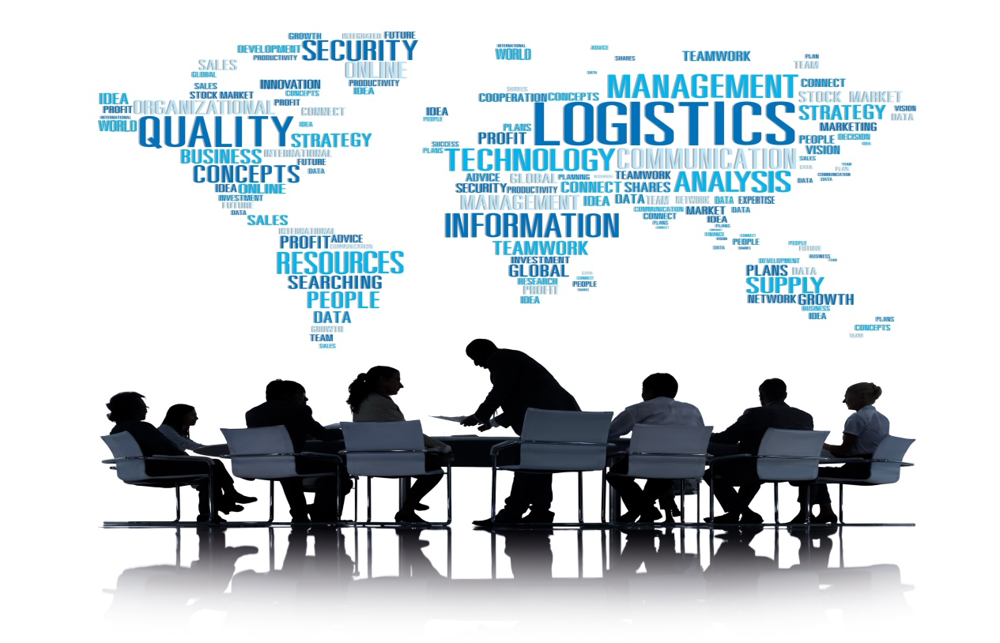 GROWTH INTEGRATED FUTURE
DEVELOPMENT SECURITY
PRODUCTIVITY
SALES ONLINE
GLOBAL
PRODUCTIVITY
SALES INNOVATION IDEA
STOCK MARKET CONCEPTS
IDEA ORGANIZATIONAL PROFIT
PROFIT CONNECT
INTERNATIONAL
WORLD QUALITY IDEA
STRATEGY
BUSINESS INTERNATIONAL
FUTURE
CONCEPTS DATA
IDEA ONLINE
INVESTMENT
FUTURE
DATA
SALES
INTERNATIONAL
PROFIT ADVICE
COMMUNICATION
RESOURCES
SEARCHING
PEOPLE
DATA
GROWTH
TEAM
SALES
INTERNATIONAL
WORLD
ADVICE
SHARES
TEAMWORK
PLAN
TEAM
DATA
MANAGEMENT CONNECT
SHARES
COOPERATION CONCEPTS STOCK MARKET
IDEA
PEOPLE
LOGISTICS STRATEGY VISION
DATA
PLANS MARKETING
PROFIT PEOPLE DECISION
SUCCESS VISION
PLANS
TECHNOLOGY COMMUNICATION SALES
DATA
TEAM
PLAN
ADVICE GLOBAL PLANNING TEAMWORK ANALYSIS COMMUNICATION
DATA DATA
SECURITY PRODUCTIVITY CONNECT SHARES
MANAGEMENT IDEA DATA TEAM NETWORK DATA EXPERTISE
COMMUNICATION MARKET DATA
INFORMATION CONNECT IDEA
PLANS PLANS
FINANCE CONNECT
VISION PEOPLE
DATA SHARES
TEAMWORK
INVESTMENT
GLOBAL
RESEARCH CONNECT
PEOPLE
PROFIT
IDEA
PEOPLE
FUTURE
BUSINESS
DEVELOPMENT
PLANS DATA
SUPPLY
NETWORK GROWTH
BUSINESS
IDEA
PLANS
CONCEPTS
TEAM